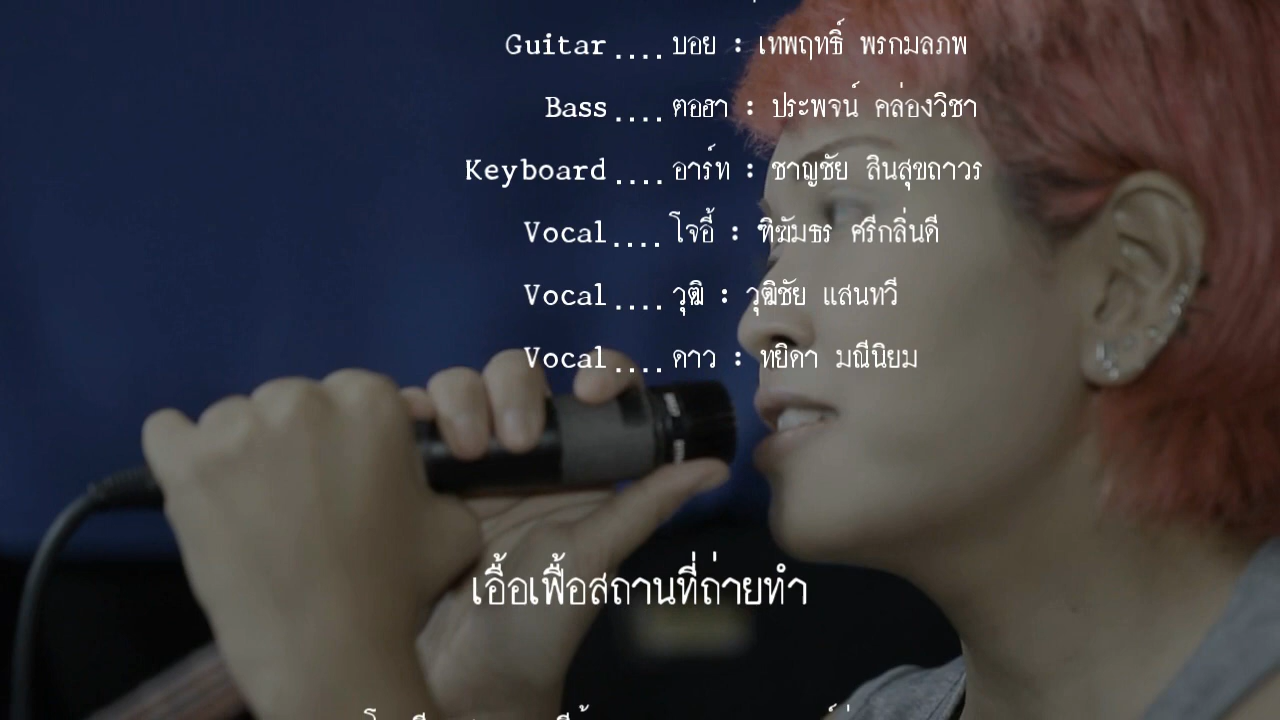 Guitar .... บอย : เทพฤทธิ์ พรกมลภพ
Bass .... ฅอฮา : ประพจน์ คล่องวิชา
Keyboard .... อาร์ท : ชาญชัย สินสุขถาวร
Vocal .... โจอี้ : ทิฆัมธร ศรีกลิ่นดี
Vocal .... วุฒิ : วุฒิชัย แสนทวี
Vocal .... ดาว : ทยิดา มณีนิยม
เอื้อเฟื้อสถานที่ถ่ายทำ